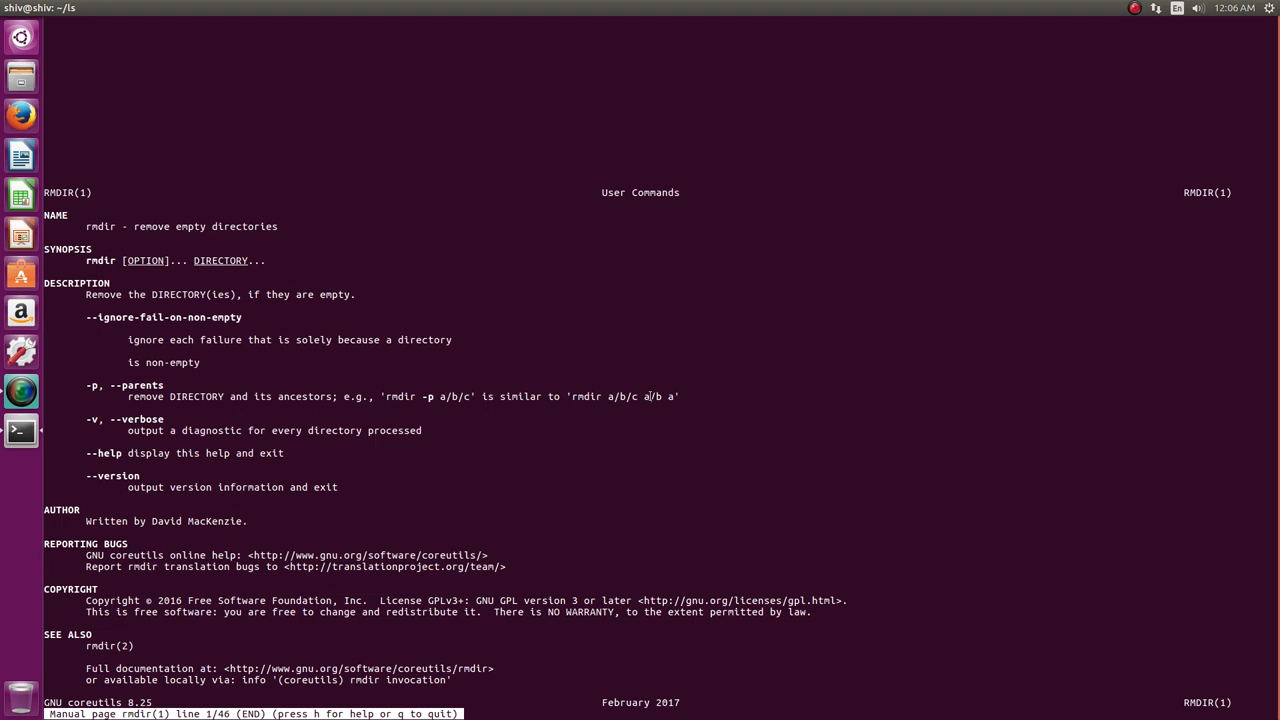 shiv@shiv: ~/ls
En
12:06 AM
RMDIR(1) User Commands RMDIR(1)
NAME
rmdir - remove empty directories
SYNOPSIS
rmdir [OPTION]... DIRECTORY...
DESCRIPTION
Remove the DIRECTORY(ies), if they are empty.
--ignore-fail-on-non-empty
ignore each failure that is solely because a directory
is non-empty
-p, --parents
remove DIRECTORY and its ancestors; e.g., 'rmdir -p a/b/c' is similar to 'rmdir a/b/c a/b a'
-v, --verbose
output a diagnostic for every directory processed
--help display this help and exit
--version
output version information and exit
AUTHOR
Written by David MacKenzie.
REPORTING BUGS
GNU coreutils online help: <http://www.gnu.org/software/coreutils/>
Report rmdir translation bugs to <http://translationproject.org/team/>
COPYRIGHT
Copyright © 2016 Free Software Foundation, Inc.  License GPLv3+: GNU GPL version 3 or later <http://gnu.org/licenses/gpl.html>.
This is free software: you are free to change and redistribute it.  There is NO WARRANTY, to the extent permitted by law.
SEE ALSO
rmdir(2)
Full documentation at: <http://www.gnu.org/software/coreutils/rmdir>
or available locally via: info '(coreutils) rmdir invocation'
GNU coreutils 8.25 February 2017 RMDIR(1)
Manual page rmdir(1) line 1/46 (END) (press h for help or q to quit)